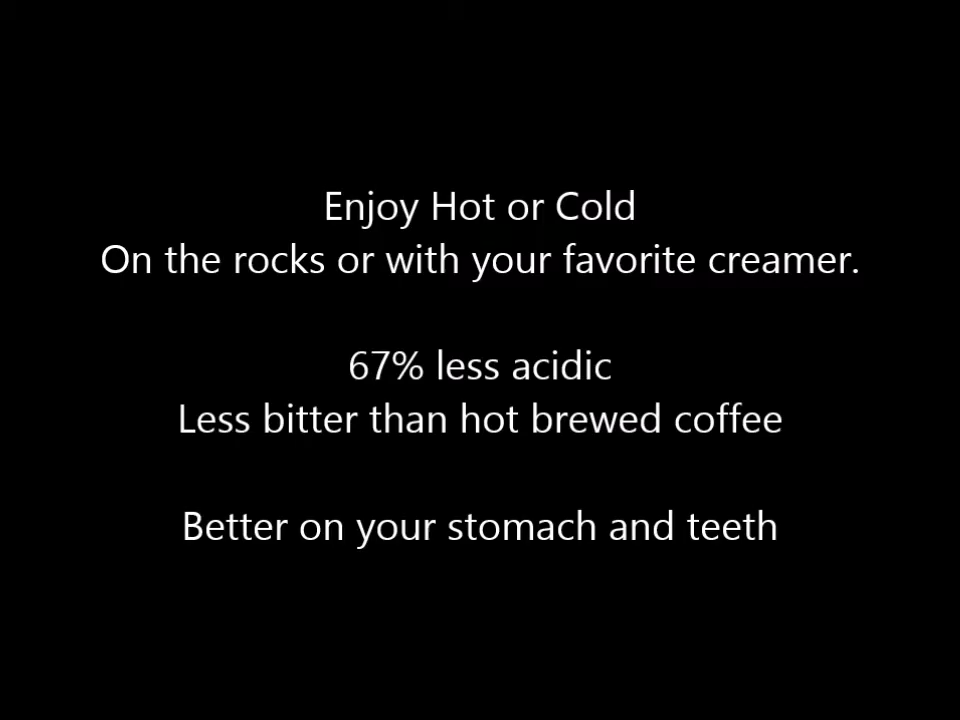 Enjoy Hot or Cold
On the rocks or with your favorite creamer.
67% less acidic
Less bitter than hot brewed coffee
Better on your stomach and teeth